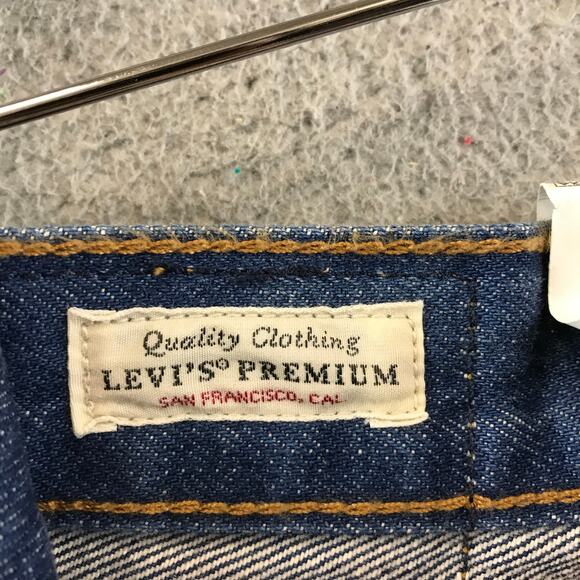 Quality Clothing
LEVI'S® PREMIUM
SAN FRANCISCO, CAL